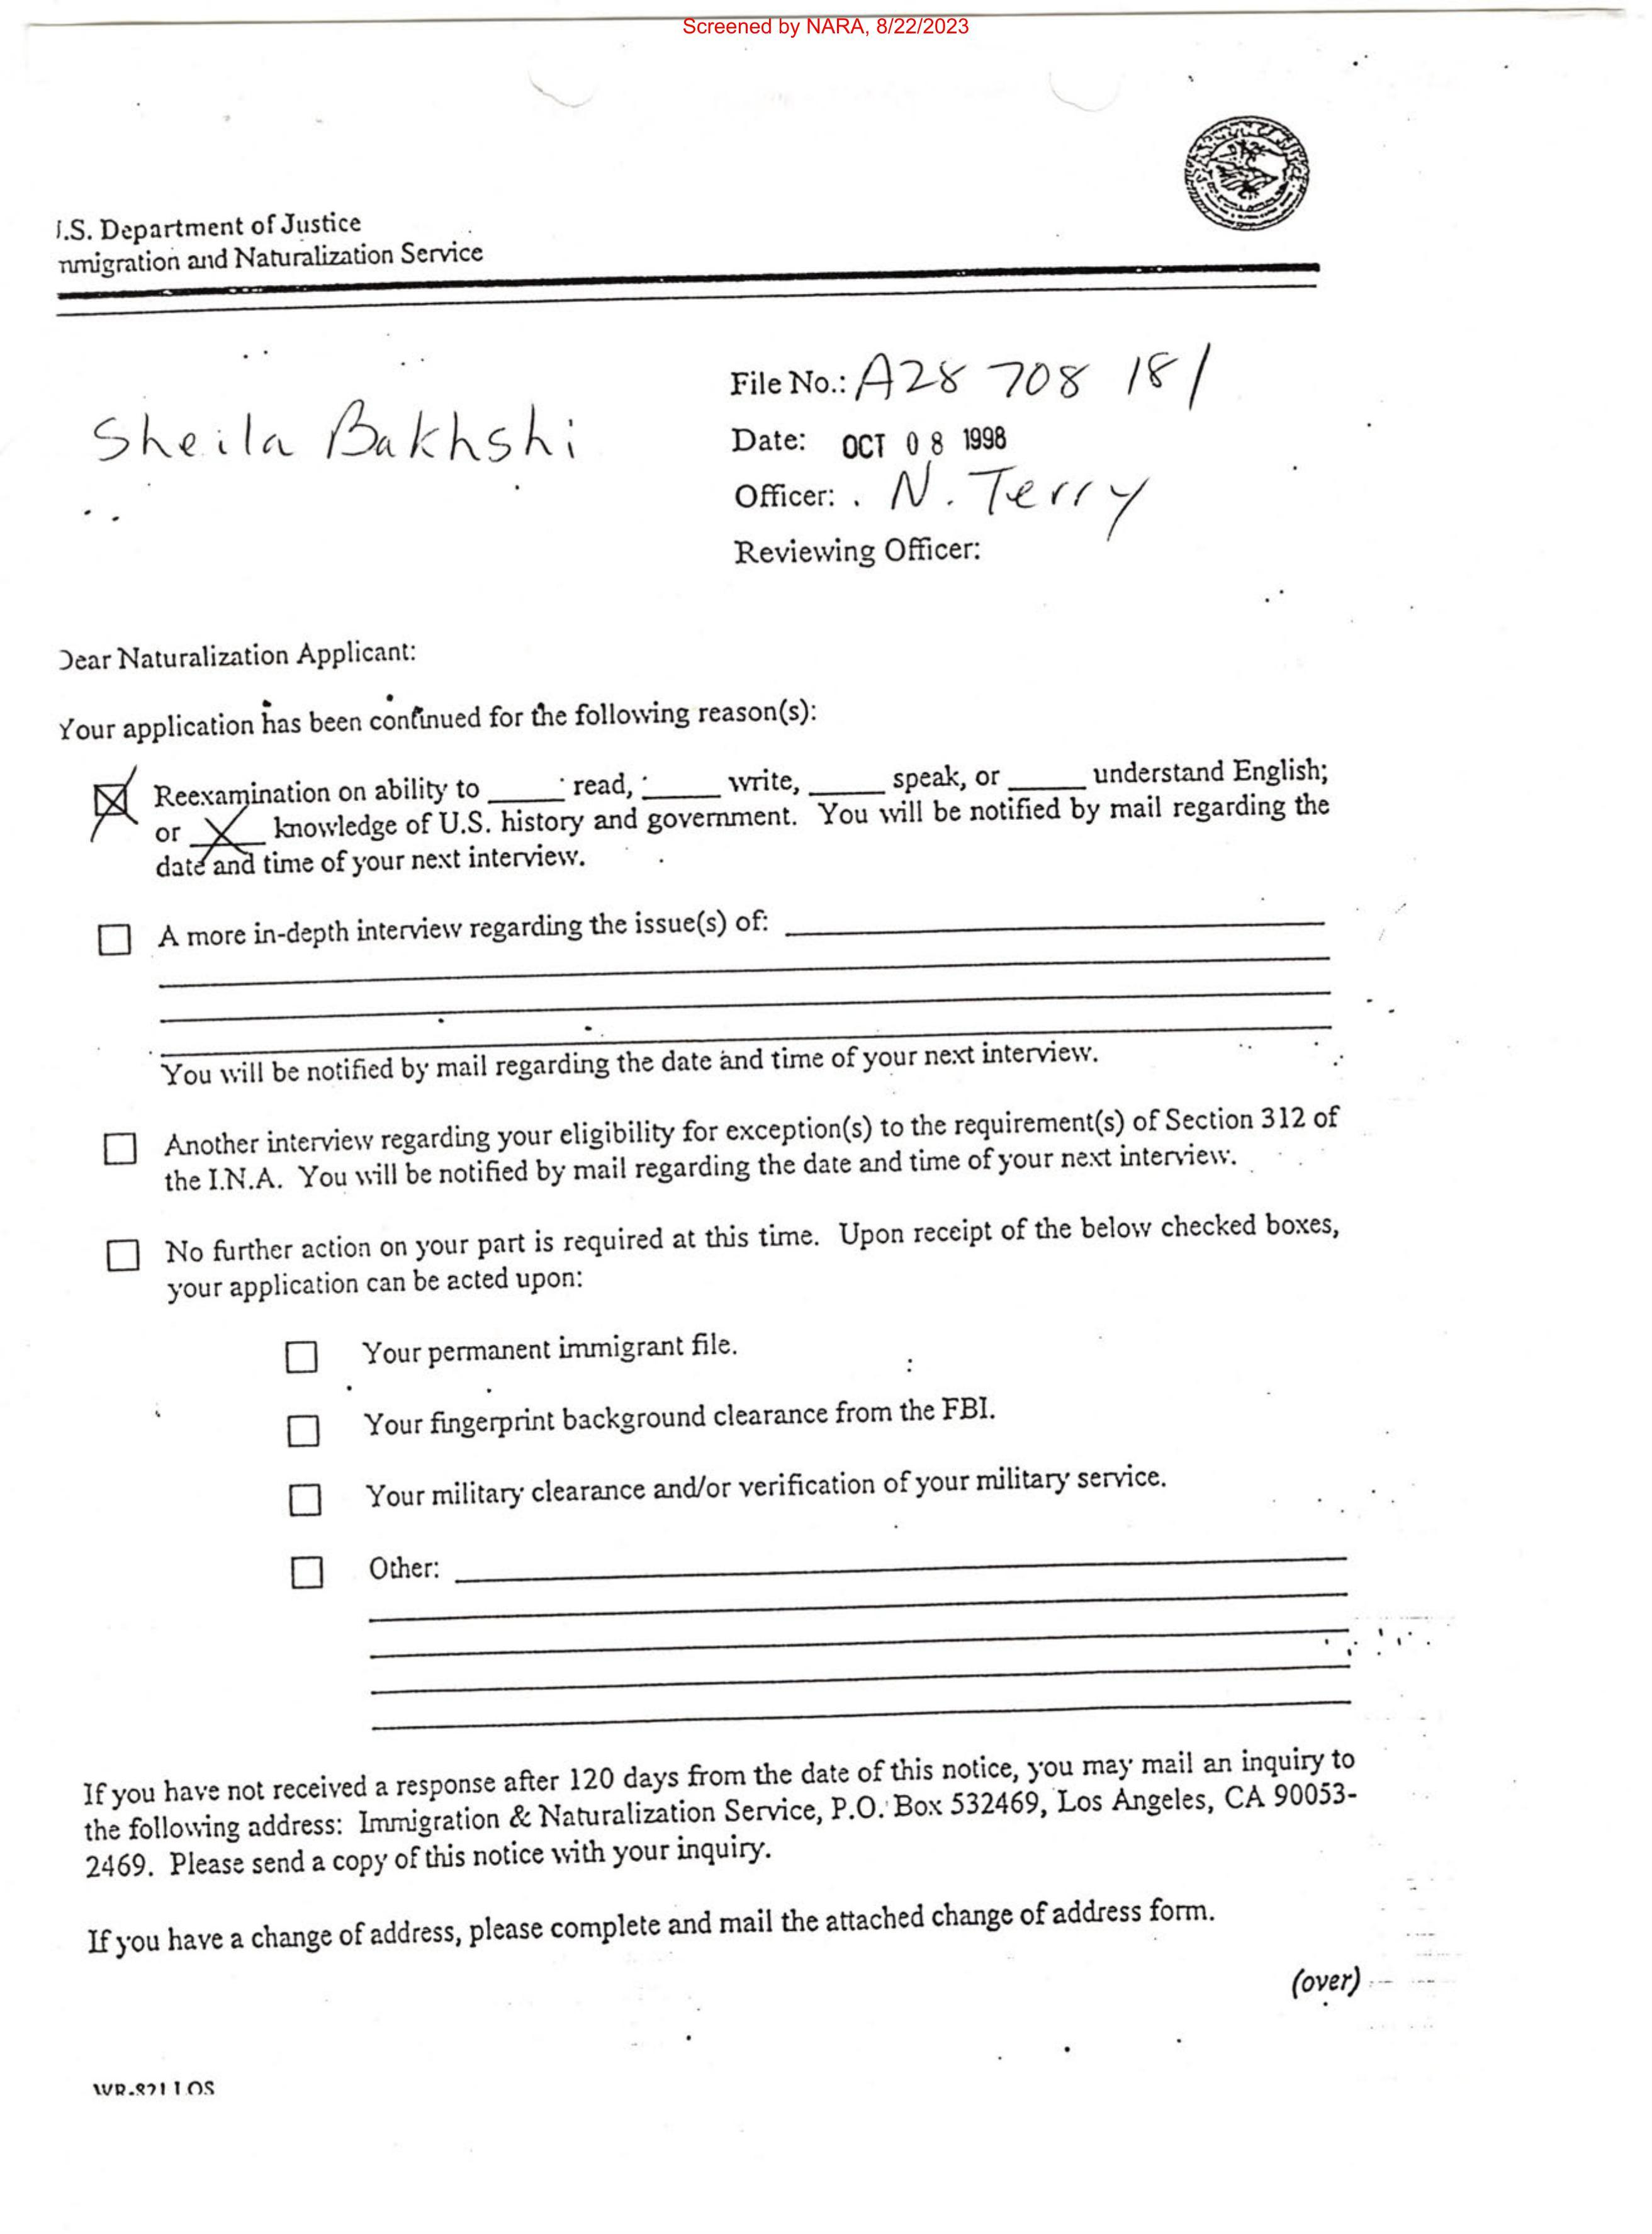 Screened by NARA, 8/22/2023
.S. Department of Justice
mmigration and Naturalization Service
File No.: A28 708 181
Sheila Bakhshi
Date: OCT 08 1998
Officer: N. Terry
Reviewing Officer:
Dear Naturalization Applicant:
Your application has been continued for the following reason(s):
Reexamination on ability to _____ read, _____ write, _____ speak, or _____ understand English;
or __X__ knowledge of U.S. history and government. You will be notified by mail regarding the
date and time of your next interview.
A more in-depth interview regarding the issue(s) of:
You will be notified by mail regarding the date and time of your next interview.
Another interview regarding your eligibility for exception(s) to the requirement(s) of Section 312 of
the I.N.A. You will be notified by mail regarding the date and time of your next interview.
No further action on your part is required at this time. Upon receipt of the below checked boxes,
your application can be acted upon:
Your permanent immigrant file.
Your fingerprint background clearance from the FBI.
Your military clearance and/or verification of your military service.
Other:
If you have not received a response after 120 days from the date of this notice, you may mail an inquiry to
the following address: Immigration & Naturalization Service, P.O. Box 532469, Los Angeles, CA 90053-
2469. Please send a copy of this notice with your inquiry.
If you have a change of address, please complete and mail the attached change of address form.
(over)